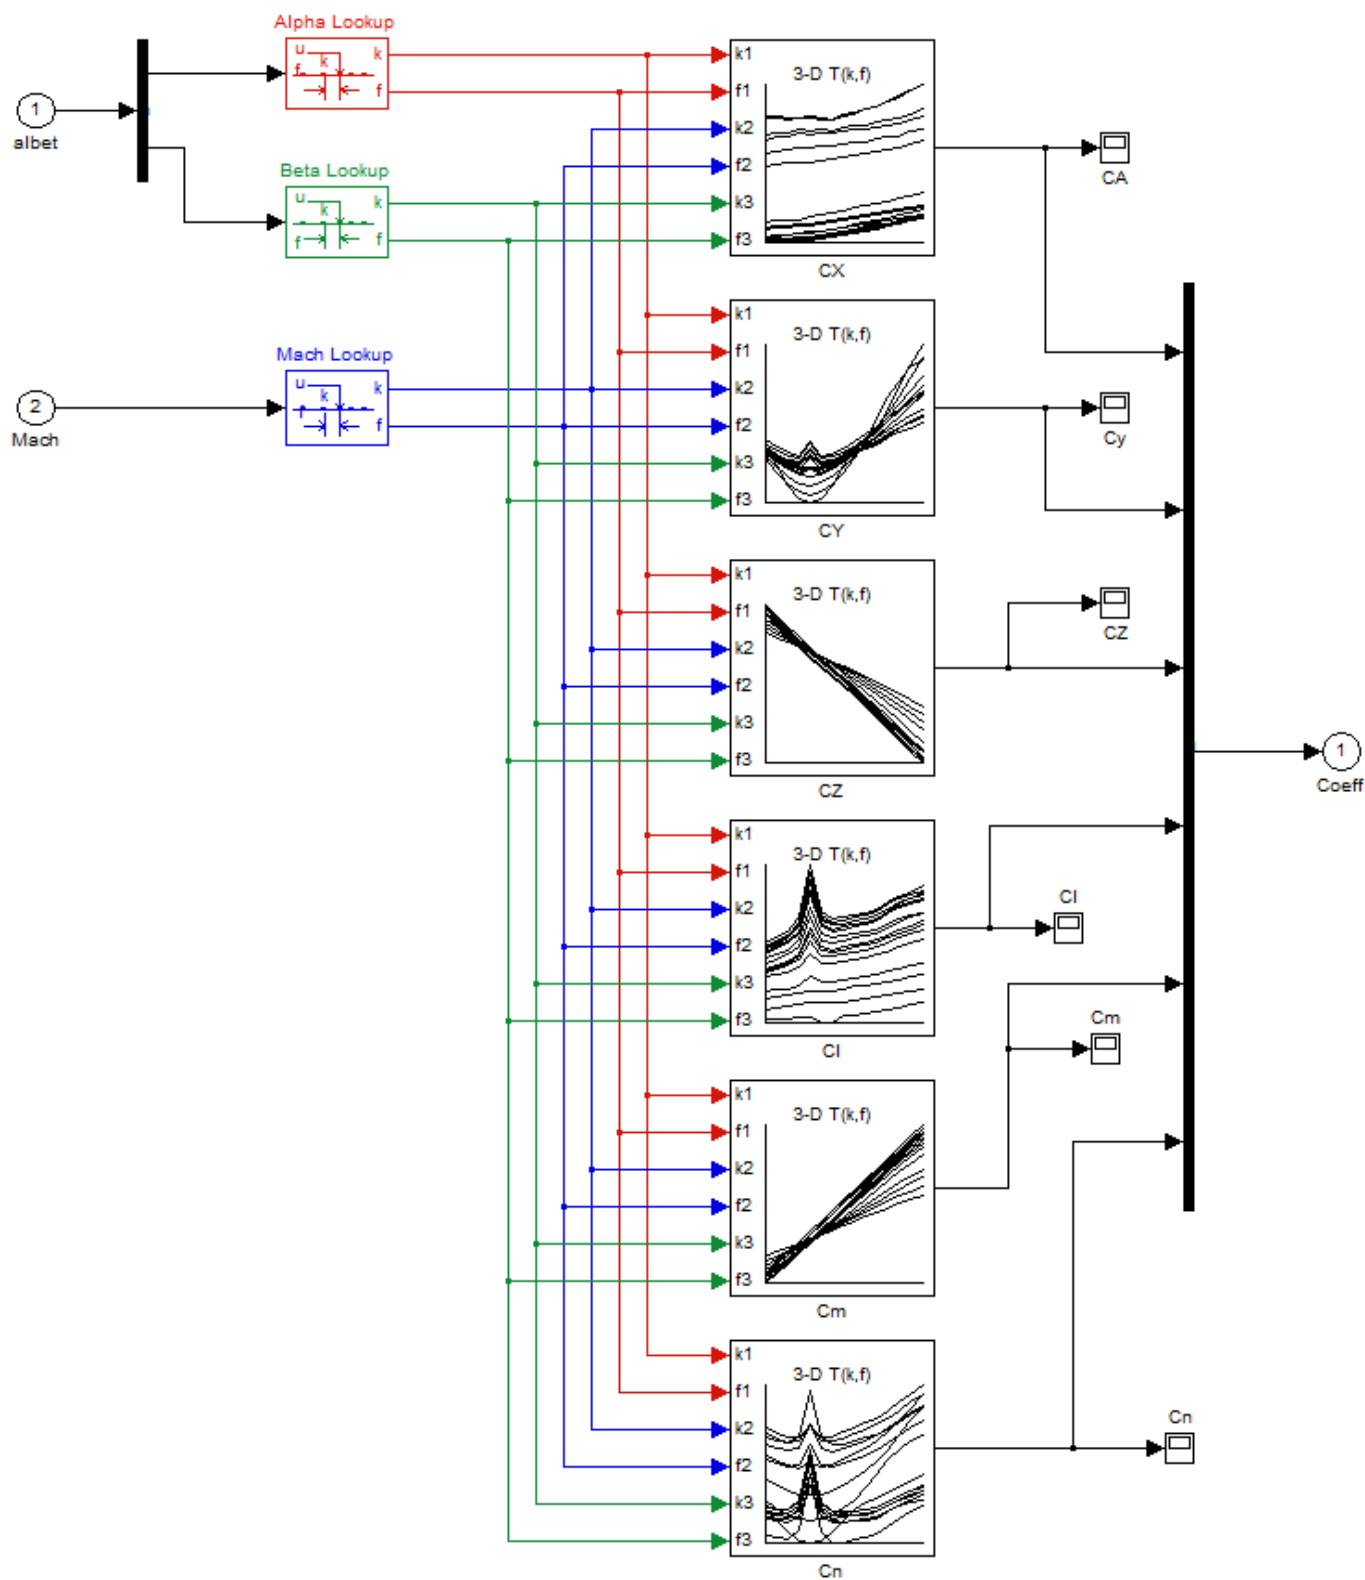 Alpha Lookup
u
k
k
f
f
1
albet
Beta Lookup
u
k
k
f
f
Mach Lookup
u
k
k
f
f
2
Mach
k1
f1
k2
f2
k3
f3
3-D T(k,f)
CX
CA
k1
f1
k2
f2
k3
f3
3-D T(k,f)
CY
Cy
k1
f1
k2
f2
k3
f3
3-D T(k,f)
CZ
CZ
1
Coeff
k1
f1
k2
f2
k3
f3
3-D T(k,f)
Cl
Cl
k1
f1
k2
f2
k3
f3
3-D T(k,f)
Cm
Cm
k1
f1
k2
f2
k3
f3
3-D T(k,f)
Cn
Cn